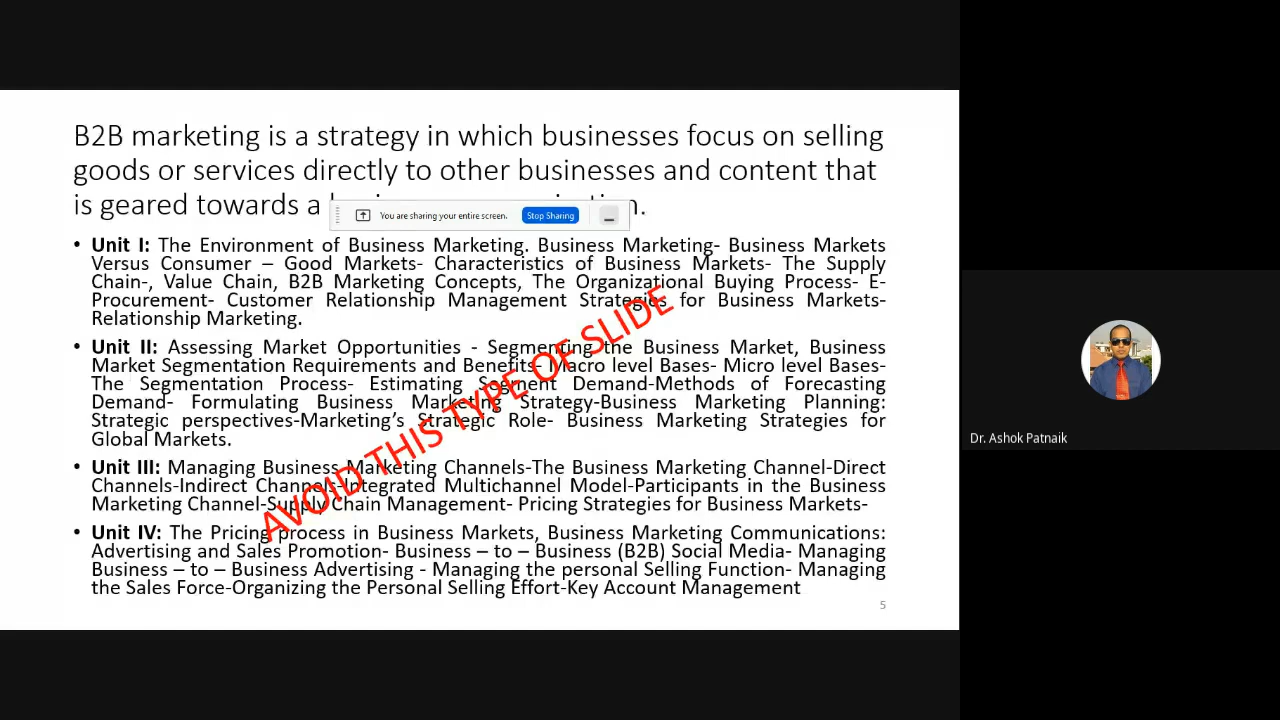 B2B marketing is a strategy in which businesses focus on selling
goods or services directly to other businesses and content that
is geared towards a
You are sharing your entire screen. Stop Sharing
• Unit I: The Environment of Business Marketing. Business Marketing- Business Markets
Versus Consumer – Good Markets- Characteristics of Business Markets- The Supply
Chain-, Value Chain, B2B Marketing Concepts, The Organizational Buying Process- E-
Procurement- Customer Relationship Management Strategies for Business Markets-
Relationship Marketing.
• Unit II: Assessing Market Opportunities - Segmenting the Business Market, Business
Market Segmentation Requirements and Benefits- Macro level Bases- Micro level Bases-
The Segmentation Process- Estimating Segment Demand-Methods of Forecasting
Demand- Formulating Business Marketing Strategy-Business Marketing Planning:
Strategic perspectives-Marketing’s Strategic Role- Business Marketing Strategies for
Global Markets.
• Unit III: Managing Business Marketing Channels-The Business Marketing Channel-Direct
Channels-Indirect Channels-Integrated Multichannel Model-Participants in the Business
Marketing Channel-Supply Chain Management- Pricing Strategies for Business Markets-
• Unit IV: The Pricing process in Business Markets, Business Marketing Communications:
Advertising and Sales Promotion- Business – to – Business (B2B) Social Media- Managing
Business – to – Business Advertising - Managing the personal Selling Function- Managing
the Sales Force-Organizing the Personal Selling Effort-Key Account Management
AVOID THIS TYPE OF SLIDE
5
Dr. Ashok Patnaik